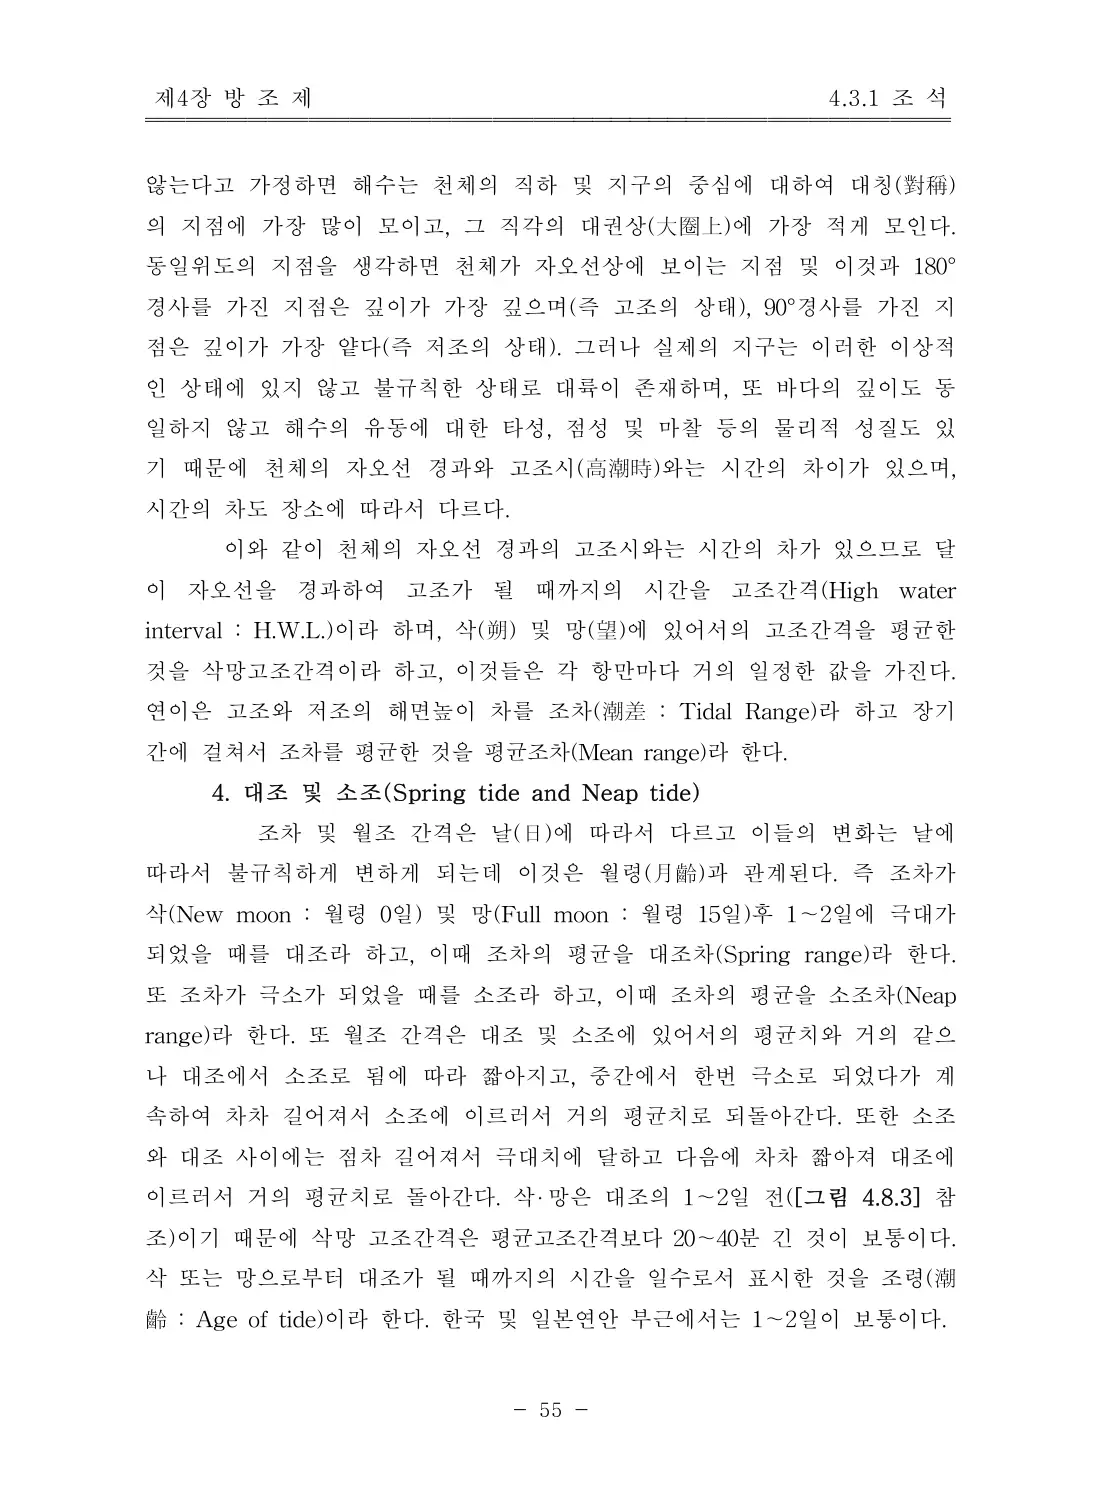 제4장 방 조 제 4.3.1 조 석
않는다고 가정하면 해수는 천체의 직하 및 지구의 중심에 대하여 대칭(對稱)
의 지점에 가장 많이 모이고, 그 직각의 대권상(大圈上)에 가장 적게 모인다.
동일위도의 지점을 생각하면 천체가 자오선상에 보이는 지점 및 이것과 180°
경사를 가진 지점은 깊이가 가장 깊으며(즉 고조의 상태), 90°경사를 가진 지
점은 깊이가 가장 얕다(즉 저조의 상태). 그러나 실제의 지구는 이러한 이상적
인 상태에 있지 않고 불규칙한 상태로 대륙이 존재하며, 또 바다의 깊이도 동
일하지 않고 해수의 유동에 대한 타성, 점성 및 마찰 등의 물리적 성질도 있
기 때문에 천체의 자오선 경과와 고조시(高潮時)와는 시간의 차이가 있으며,
시간의 차도 장소에 따라서 다르다.
이와 같이 천체의 자오선 경과의 고조시와는 시간의 차가 있으므로 달
이 자오선을 경과하여 고조가 될 때까지의 시간을 고조간격(High water
interval : H.W.L.)이라 하며, 삭(朔) 및 망(望)에 있어서의 고조간격을 평균한
것을 삭망고조간격이라 하고, 이것들은 각 항만마다 거의 일정한 값을 가진다.
연이은 고조와 저조의 해면높이 차를 조차(潮差 : Tidal Range)라 하고 장기
간에 걸쳐서 조차를 평균한 것을 평균조차(Mean range)라 한다.
4. 대조 및 소조(Spring tide and Neap tide)
조차 및 월조 간격은 날(日)에 따라서 다르고 이들의 변화는 날에
따라서 불규칙하게 변하게 되는데 이것은 월령(月齡)과 관계된다. 즉 조차가
삭(New moon : 월령 0일) 및 망(Full moon : 월령 15일)후 1~2일에 극대가
되었을 때를 대조라 하고, 이때 조차의 평균을 대조차(Spring range)라 한다.
또 조차가 극소가 되었을 때를 소조라 하고, 이때 조차의 평균을 소조차(Neap
range)라 한다. 또 월조 간격은 대조 및 소조에 있어서의 평균치와 거의 같으
나 대조에서 소조로 됨에 따라 짧아지고, 중간에서 한번 극소로 되었다가 계
속하여 차차 길어져서 소조에 이르러서 거의 평균치로 되돌아간다. 또한 소조
와 대조 사이에는 점차 길어져서 극대치에 달하고 다음에 차차 짧아져 대조에
이르러서 거의 평균치로 돌아간다. 삭·망은 대조의 1~2일 전([그림 4.8.3] 참
조)이기 때문에 삭망 고조간격은 평균고조간격보다 20~40분 긴 것이 보통이다.
삭 또는 망으로부터 대조가 될 때까지의 시간을 일수로서 표시한 것을 조령(潮
齡 : Age of tide)이라 한다. 한국 및 일본연안 부근에서는 1~2일이 보통이다.
- 55 -